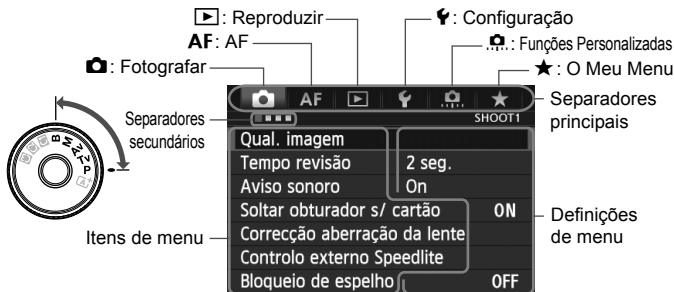 ▶: Reproduzir
AF: AF
: Fotografar
: Configuração
: Funções Personalizadas
★: O Meu Menu
AF
SHOOT1
Separadores principais
Separadores secundários
B M Av Tv P A+
Qual. imagem
Tempo revisão 2 seg.
Aviso sonoro On
Soltar obturador s/ cartão ON
Correcção aberração da lente
Controlo externo Speedlite
Bloqueio de espelho OFF
Itens de menu
Definições de menu